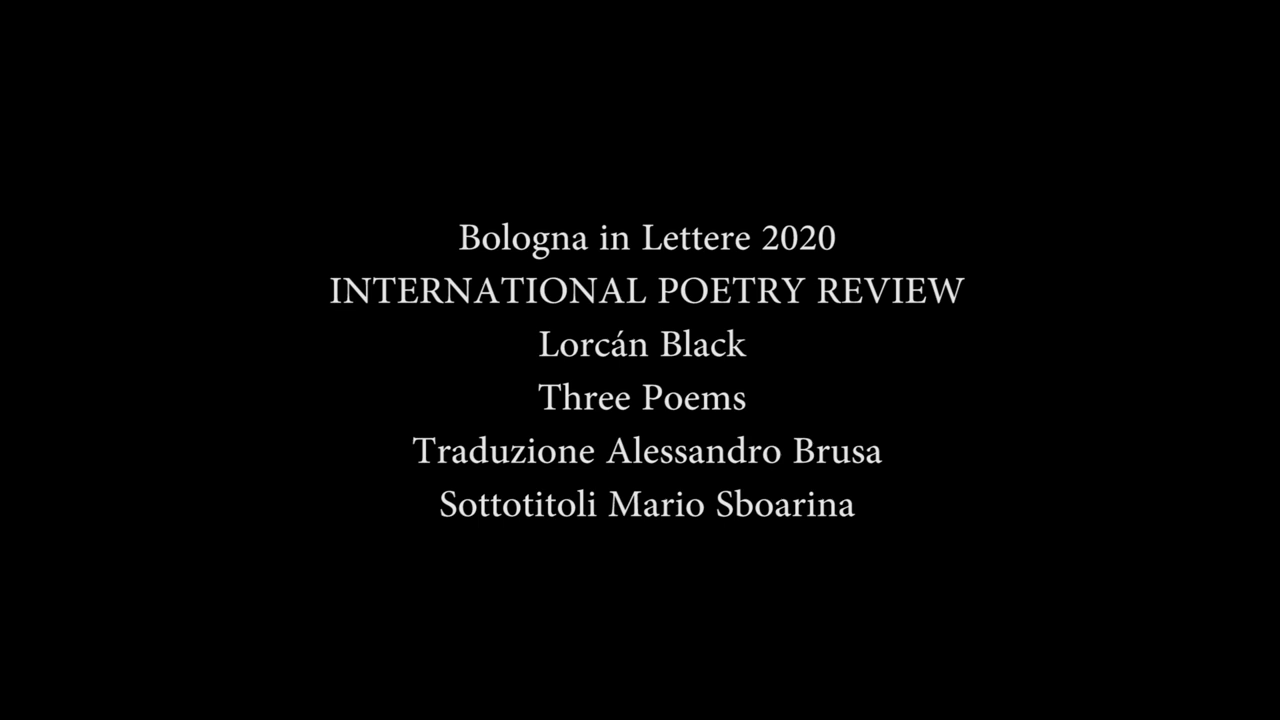 Bologna in Lettere 2020
INTERNATIONAL POETRY REVIEW
Lorcán Black
Three Poems
Traduzione Alessandro Brusa
Sottotitoli Mario Sboarina